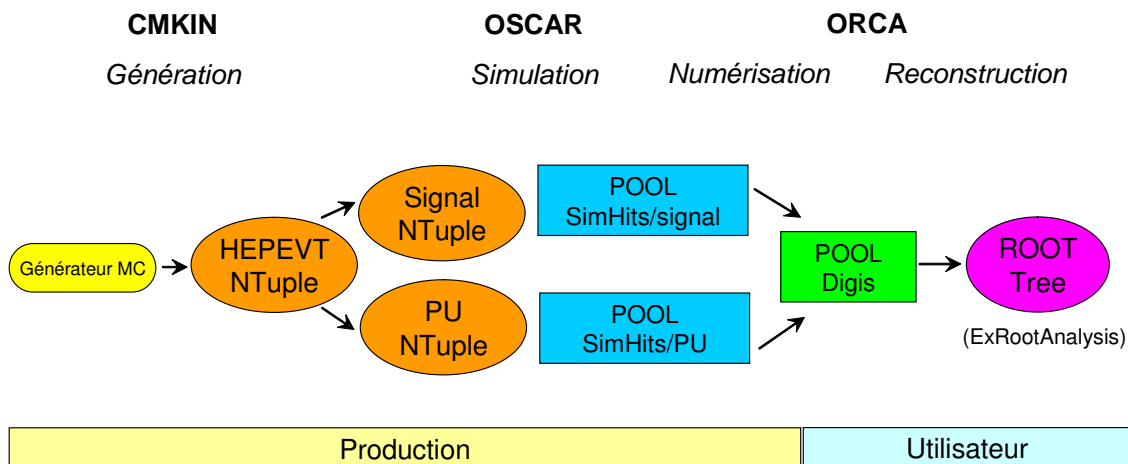 CMKIN
OSCAR
ORCA
Génération
Simulation
Numérisation
Reconstruction
Générateur MC
HEPEVT
NTuple
Signal
NTuple
POOL
SimHits/signal
PU
NTuple
POOL
SimHits/PU
POOL
Digis
ROOT
Tree
(ExRootAnalysis)
Production
Utilisateur